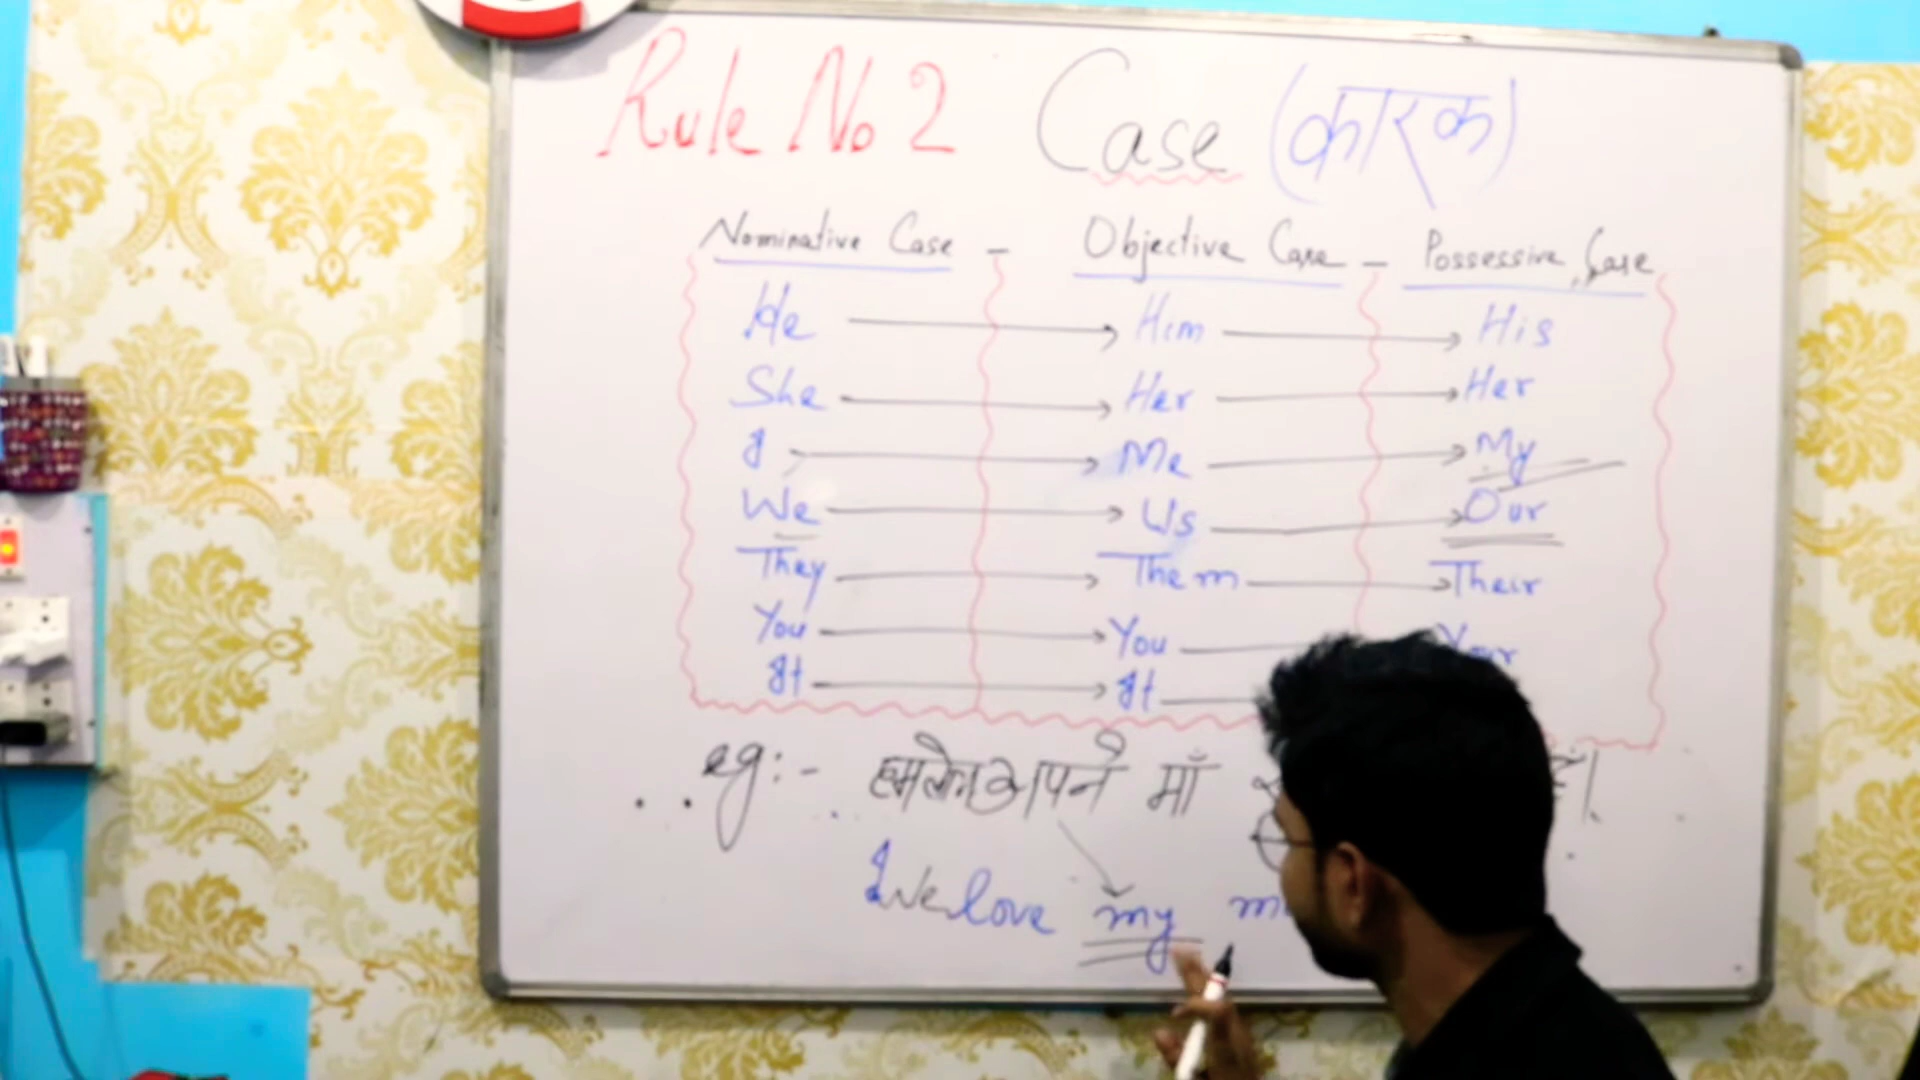 Rule No 2 Case (कारक)
Nominative Case - Objective Case - Possessive Case
He → Him → His
She → Her → Her
I → Me → My
We → Us → Our
They → Them → Their
You → You Your
It → It
eg:- हमलोग अपने माँ
We love my